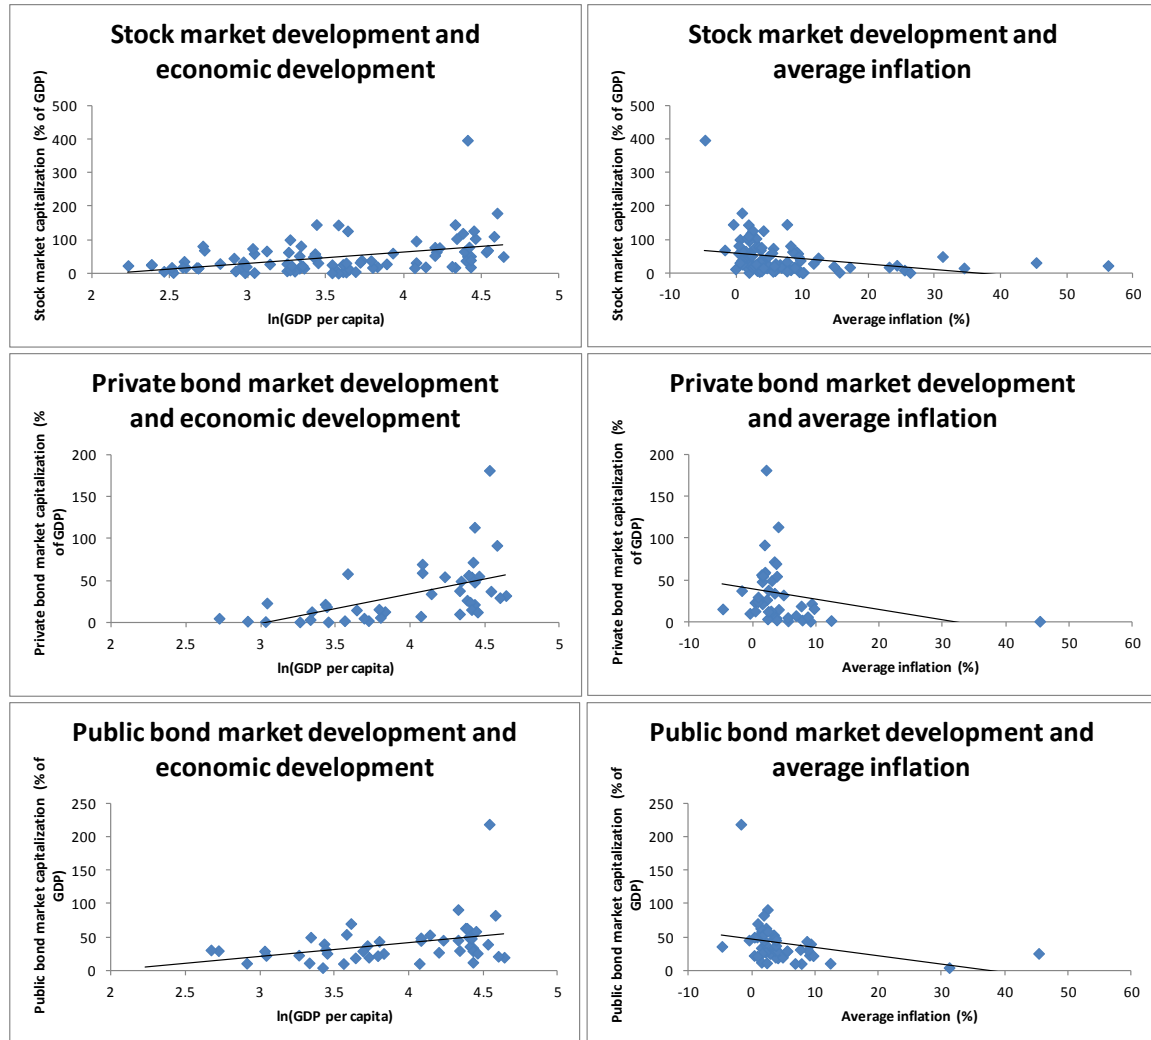 Stock market development and
economic development
Stock market capitalization (% of GDP)
500
400
300
200
100
0
2 2.5 3 3.5 4 4.5 5
ln(GDP per capita)
Stock market development and
average inflation
Stock market capitalization (% of GDP)
500
400
300
200
100
0
-10 0 10 20 30 40 50 60
Average inflation (%)
Private bond market development
and economic development
Private bond market capitalization (%
of GDP)
200
150
100
50
0
2 2.5 3 3.5 4 4.5 5
ln(GDP per capita)
Private bond market development
and average inflation
Private bond market capitalization (%
of GDP)
200
150
100
50
0
-10 0 10 20 30 40 50 60
Average inflation (%)
Public bond market development and
economic development
Public bond market capitalization (% of
GDP)
250
200
150
100
50
0
2 2.5 3 3.5 4 4.5 5
ln(GDP per capita)
Public bond market development and
average inflation
Public bond market capitalization (% of
GDP)
250
200
150
100
50
0
-10 0 10 20 30 40 50 60
Average inflation (%)